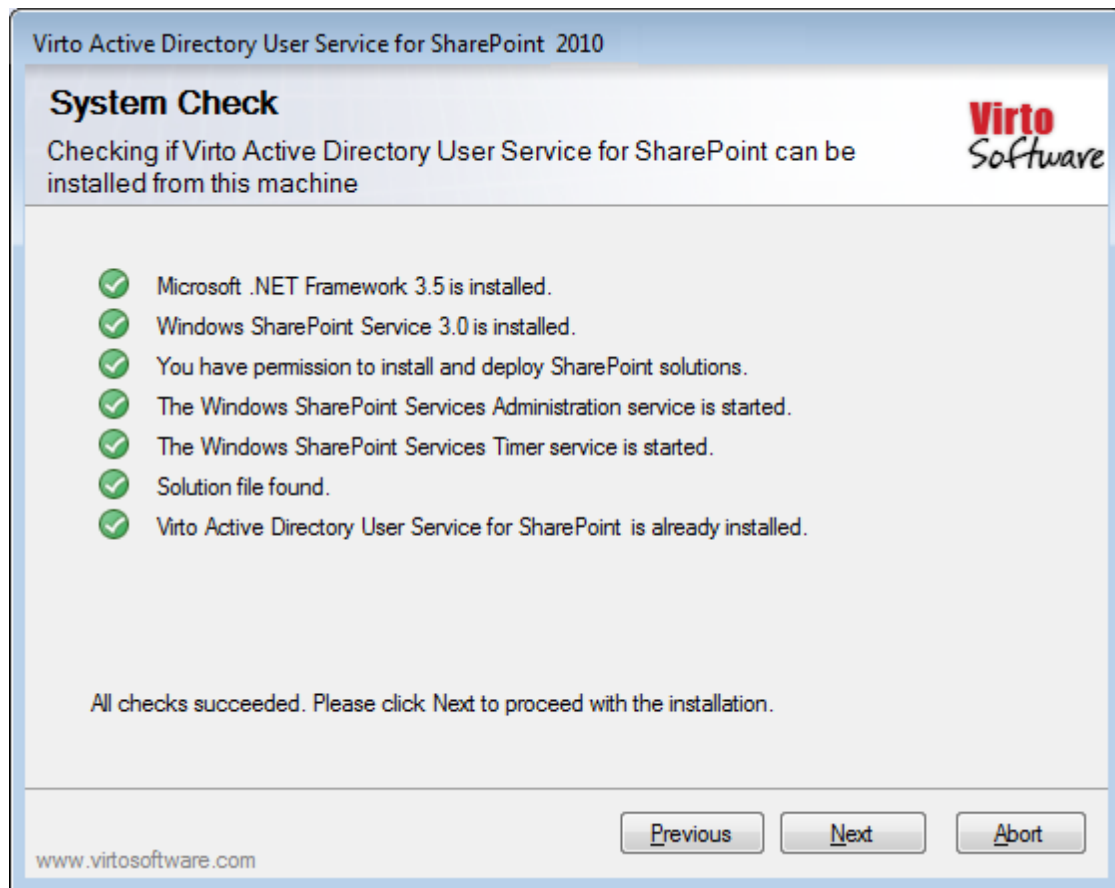 Virto Active Directory User Service for SharePoint 2010
System Check
Virto
Software
Checking if Virto Active Directory User Service for SharePoint can be
installed from this machine
Microsoft .NET Framework 3.5 is installed.
Windows SharePoint Service 3.0 is installed.
You have permission to install and deploy SharePoint solutions.
The Windows SharePoint Services Administration service is started.
The Windows SharePoint Services Timer service is started.
Solution file found.
Virto Active Directory User Service for SharePoint is already installed.
All checks succeeded. Please click Next to proceed with the installation.
Previous
Next
Abort
www.virtosoftware.com